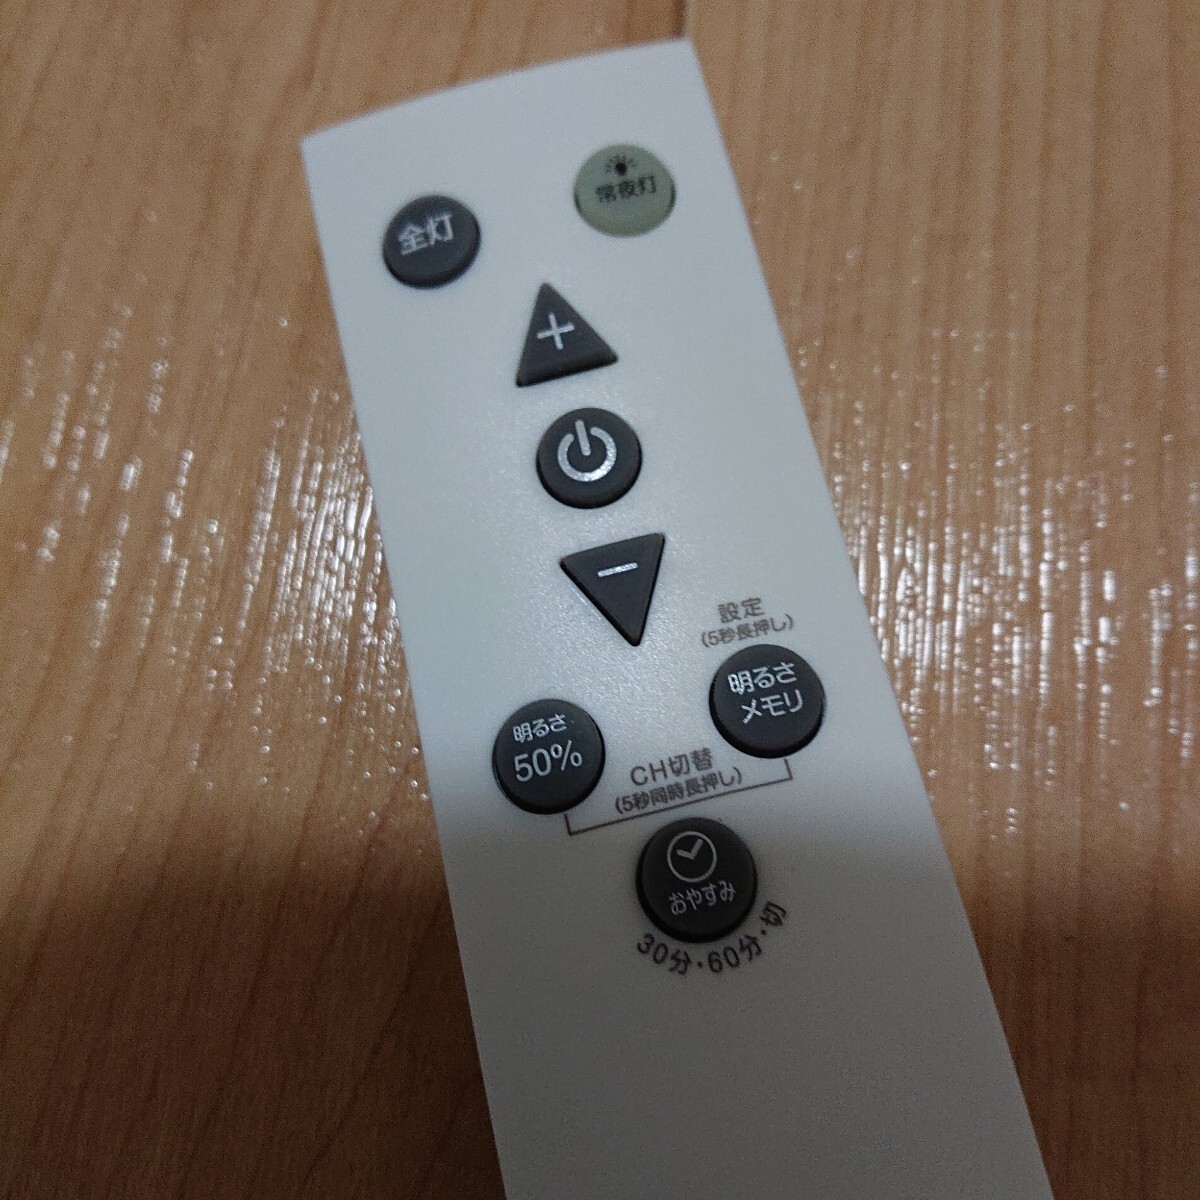 全灯
常夜灯
+
−
設定
(5秒長押し)
明るさ
メモリ
明るさ
50%
CH切替
(5秒同時長押し)
おやすみ
30分・60分・切